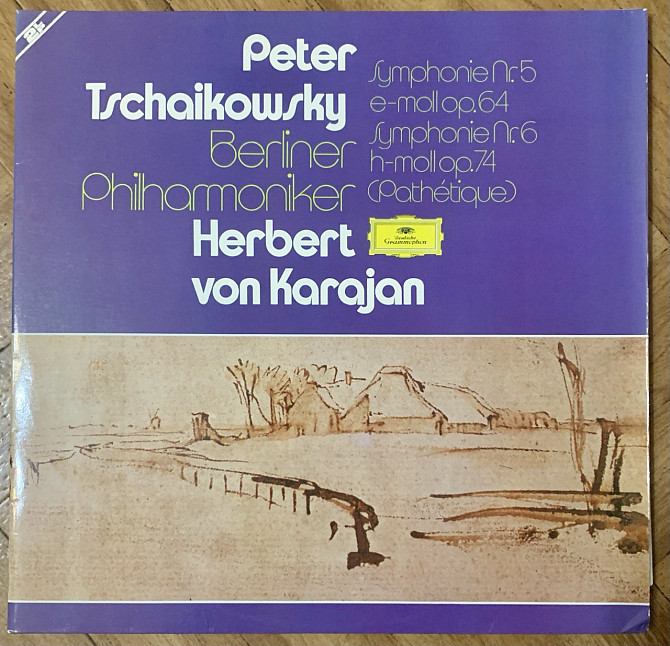 2LP
Peter
Tschaikowsky
Berliner
Philharmoniker
Herbert
von Karajan
Symphonie Nr. 5
e-moll op. 64
Symphonie Nr. 6
h-moll op. 74
(Pathétique)
Deutsche
Grammophon